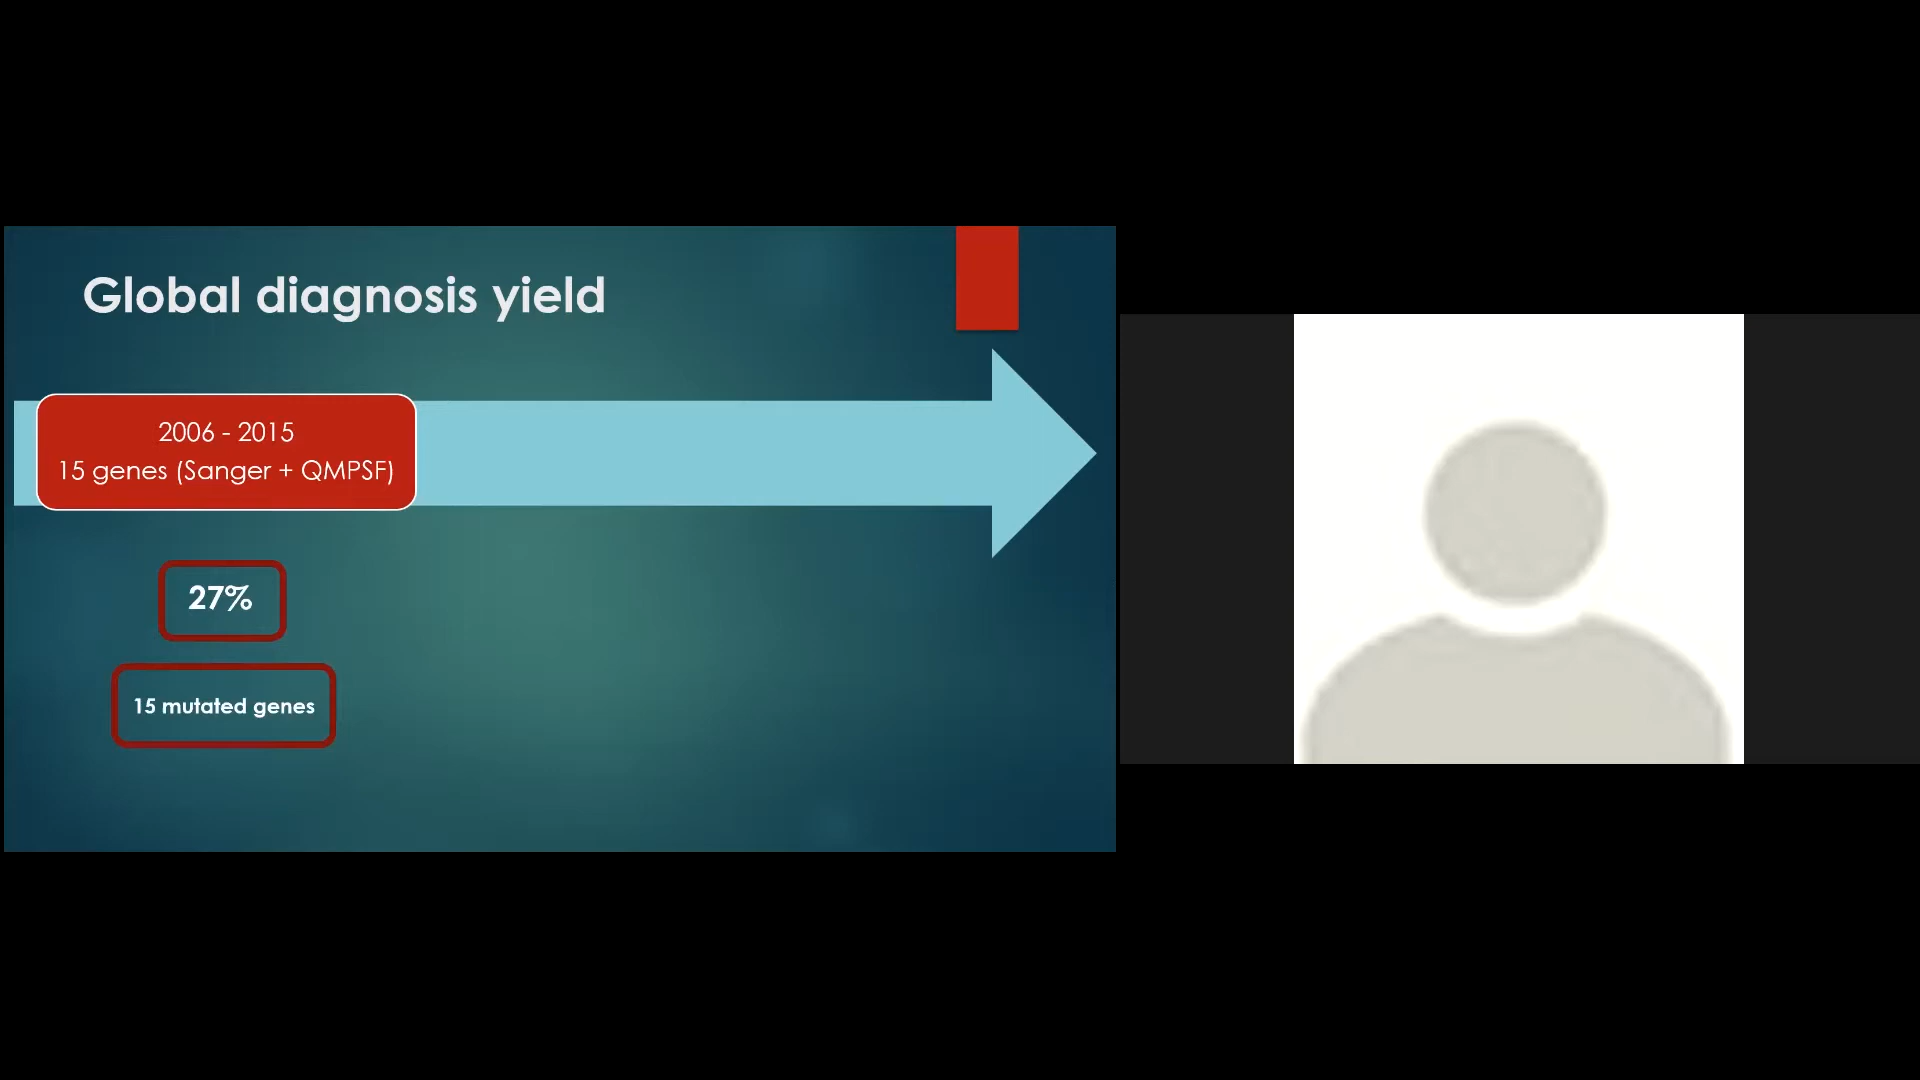 Global diagnosis yield
2006 - 2015
15 genes (Sanger + QMPSF)
27%
15 mutated genes